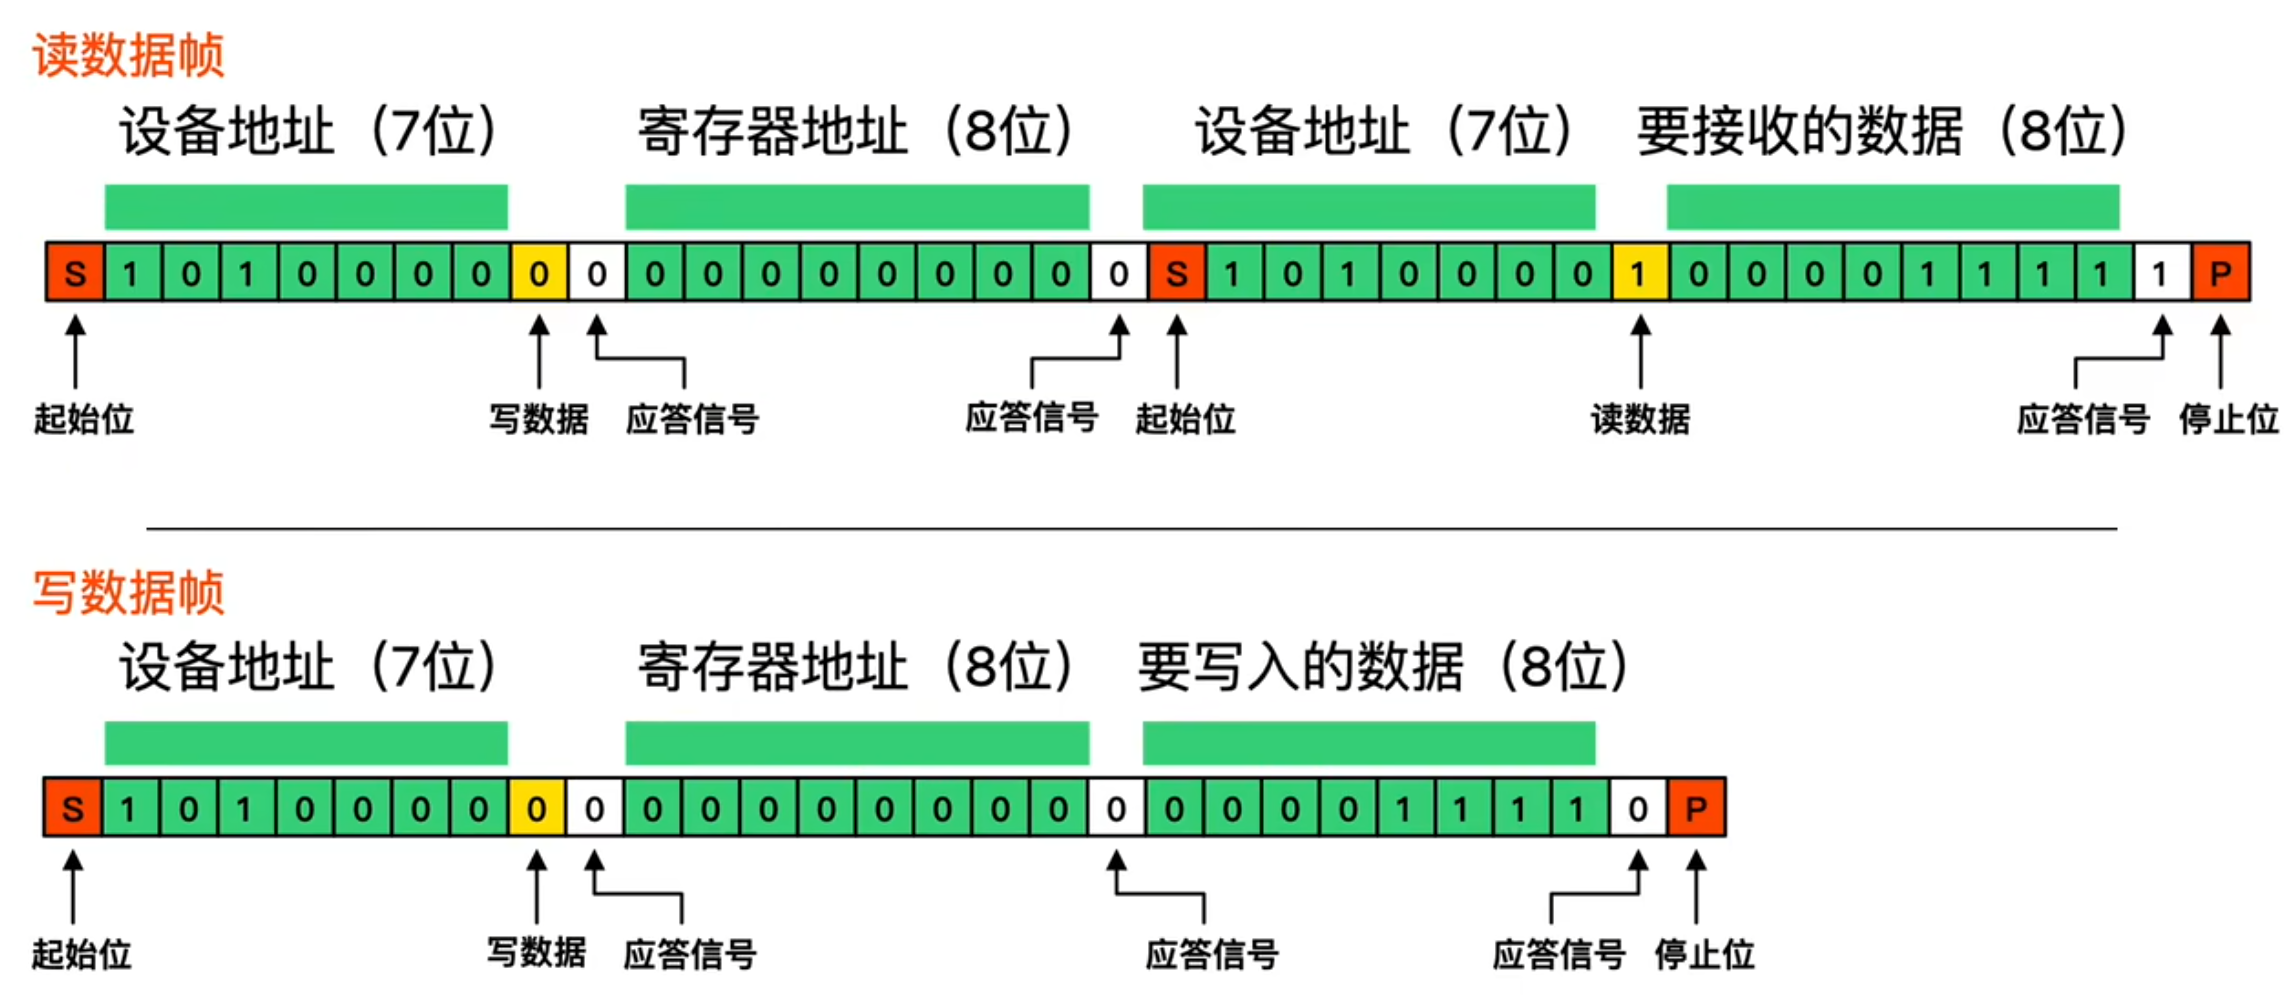 读数据帧
设备地址（7位） 寄存器地址（8位） 设备地址（7位） 要接收的数据（8位）
S 1 0 1 0 0 0 0 0 0 0 0 0 0 0 0 0 0 0 S 1 0 1 0 0 0 0 1 0 0 0 0 1 1 1 1 1 P
起始位 写数据 应答信号 应答信号 起始位 读数据 应答信号 停止位
写数据帧
设备地址（7位） 寄存器地址（8位） 要写入的数据（8位）
S 1 0 1 0 0 0 0 0 0 0 0 0 0 0 0 0 0 0 0 0 0 0 1 1 1 1 0 P
起始位 写数据 应答信号 应答信号 应答信号 停止位